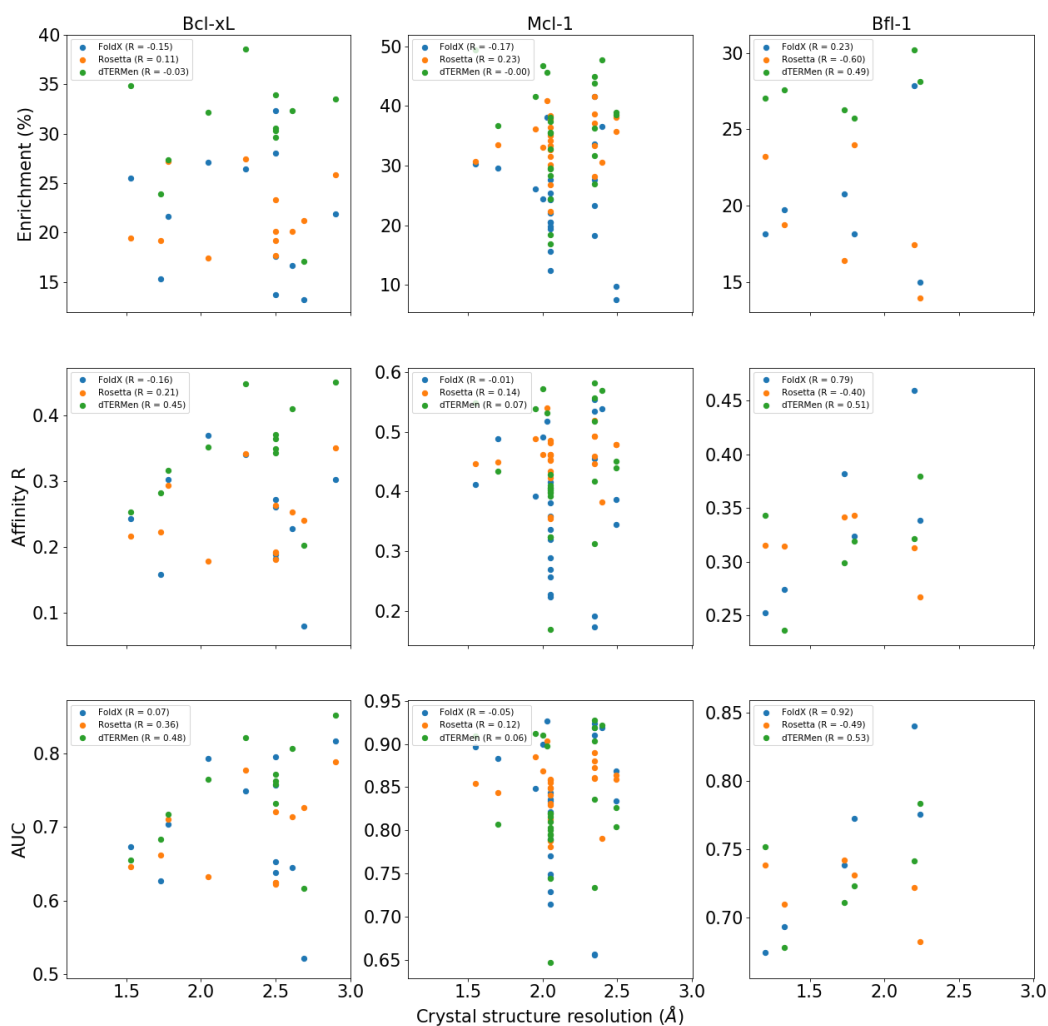 Bcl-xL
Mcl-1
Bfl-1
Enrichment (%)
40
35
30
25
20
15
FoldX (R = -0.15)
Rosetta (R = 0.11)
dTERMen (R = -0.03)
50
40
30
20
10
FoldX (R = -0.17)
Rosetta (R = 0.23)
dTERMen (R = -0.00)
30
25
20
15
FoldX (R = 0.23)
Rosetta (R = -0.60)
dTERMen (R = 0.49)
Affinity R
0.4
0.3
0.2
0.1
FoldX (R = -0.16)
Rosetta (R = 0.21)
dTERMen (R = 0.45)
0.6
0.5
0.4
0.3
0.2
FoldX (R = -0.01)
Rosetta (R = 0.14)
dTERMen (R = 0.07)
0.45
0.40
0.35
0.30
0.25
FoldX (R = 0.79)
Rosetta (R = -0.40)
dTERMen (R = 0.51)
AUC
0.8
0.7
0.6
0.5
FoldX (R = 0.07)
Rosetta (R = 0.36)
dTERMen (R = 0.48)
0.95
0.90
0.85
0.80
0.75
0.70
0.65
FoldX (R = -0.05)
Rosetta (R = 0.12)
dTERMen (R = 0.06)
0.85
0.80
0.75
0.70
FoldX (R = 0.92)
Rosetta (R = -0.49)
dTERMen (R = 0.53)
1.5 2.0 2.5 3.0
1.5 2.0 2.5 3.0
1.5 2.0 2.5 3.0
Crystal structure resolution (Å)